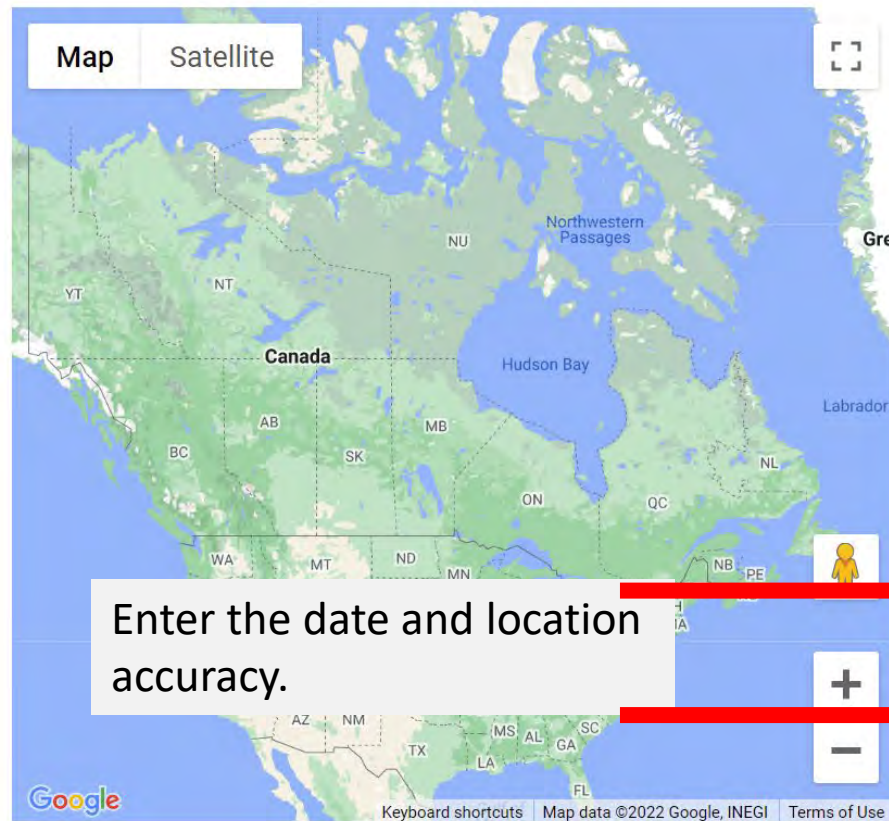 Map Satellite
Northwestern
Passages
NU
Gre
YT
NT
Canada
Hudson Bay
Labrador
AB
MB
BC
SK
NL
ON
QC
WA
MT
ND
MN
NB
PE
Enter the date and location
accuracy.
AZ
NM
MS
AL
SC
GA
TX
LA
FL
Google
Keyboard shortcuts Map data ©2022 Google, INEGI Terms of Use